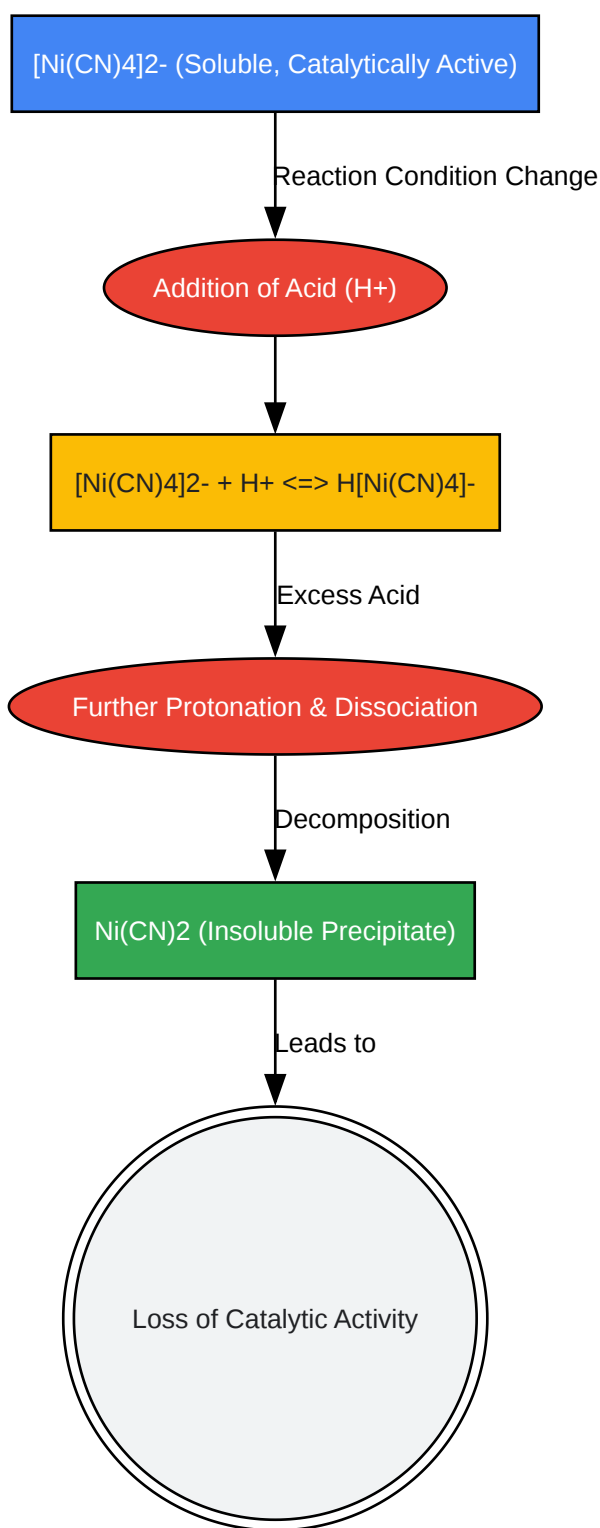 [Ni(CN)4]2- (Soluble, Catalytically Active)
Reaction Condition Change
Addition of Acid (H+)
[Ni(CN)4]2- + H+ <=> H[Ni(CN)4]-
Excess Acid
Further Protonation & Dissociation
Decomposition
Ni(CN)2 (Insoluble Precipitate)
Leads to
Loss of Catalytic Activity